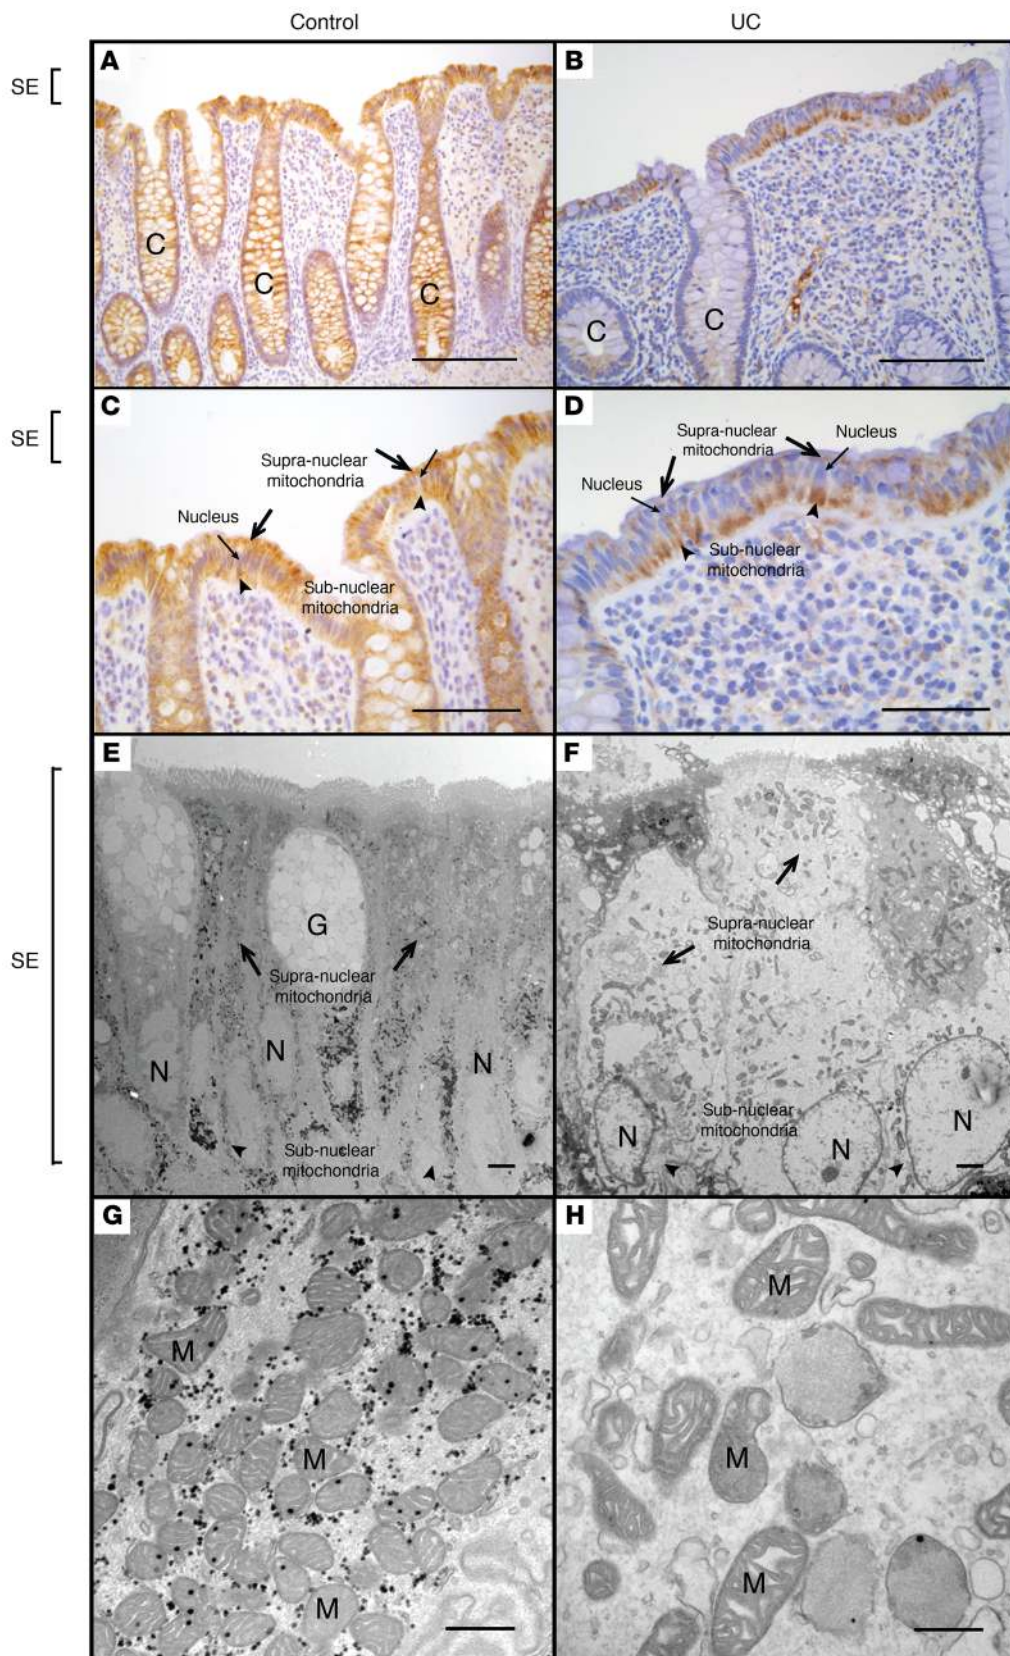 Control UC
A B
SE
C C C
C C
C D
SE
Supra-nuclear
mitochondria
Nucleus
Sub-nuclear
mitochondria
Supra-nuclear
mitochondria
Nucleus
Nucleus
Sub-nuclear
mitochondria
E F
SE
G
Supra-nuclear
mitochondria
N N N
Sub-nuclear
mitochondria
Supra-nuclear
mitochondria
Sub-nuclear
mitochondria
N N N
G H
M
M
M
M
M
M